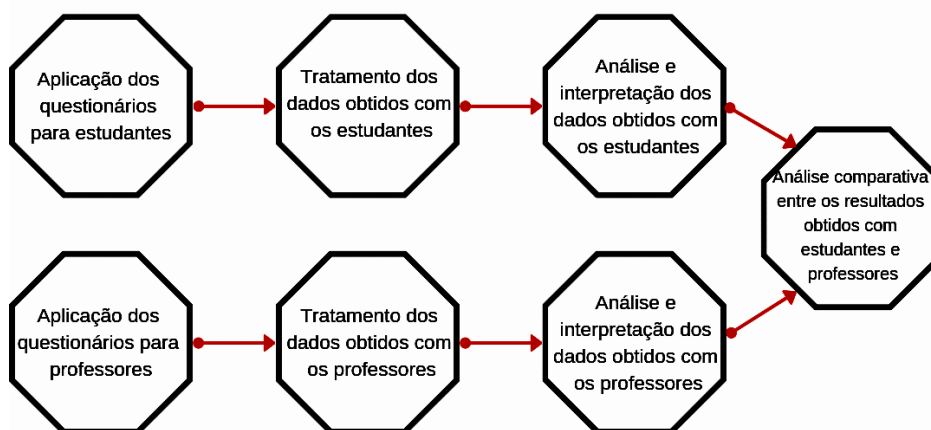 Aplicação dos
questionários
para estudantes
Tratamento dos
dados obtidos com
os estudantes
Análise e
interpretação dos
dados obtidos com
os estudantes
Análise comparativa
entre os resultados
obtidos com
estudantes e
professores
Aplicação dos
questionários para
professores
Tratamento dos
dados obtidos com
os professores
Análise e
interpretação dos
dados obtidos com
os professores